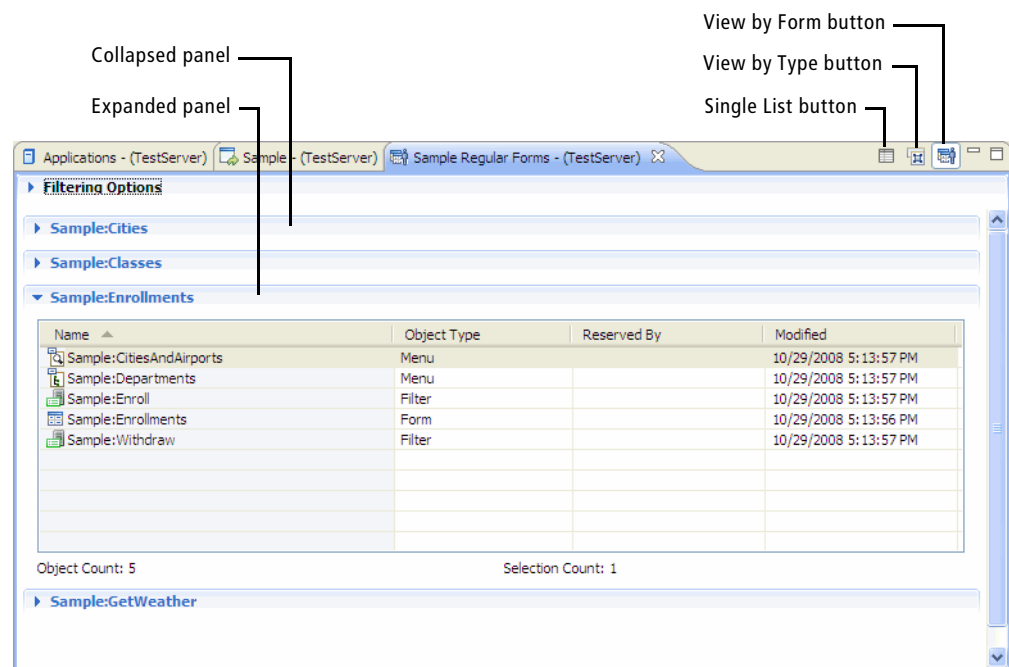 View by Form button
Collapsed panel
View by Type button
Expanded panel
Single List button
Applications - (TestServer) Sample - (TestServer) Sample Regular Forms - (TestServer)
Filtering Options
Sample:Cities
Sample:Classes
Sample:Enrollments
Name Object Type Reserved By Modified
Sample:CitiesAndAirports Menu 10/29/2008 5:13:57 PM
Sample:Departments Menu 10/29/2008 5:13:57 PM
Sample:Enroll Filter 10/29/2008 5:13:57 PM
Sample:Enrollments Form 10/29/2008 5:13:56 PM
Sample:Withdraw Filter 10/29/2008 5:13:57 PM
Object Count: 5 Selection Count: 1
Sample:GetWeather